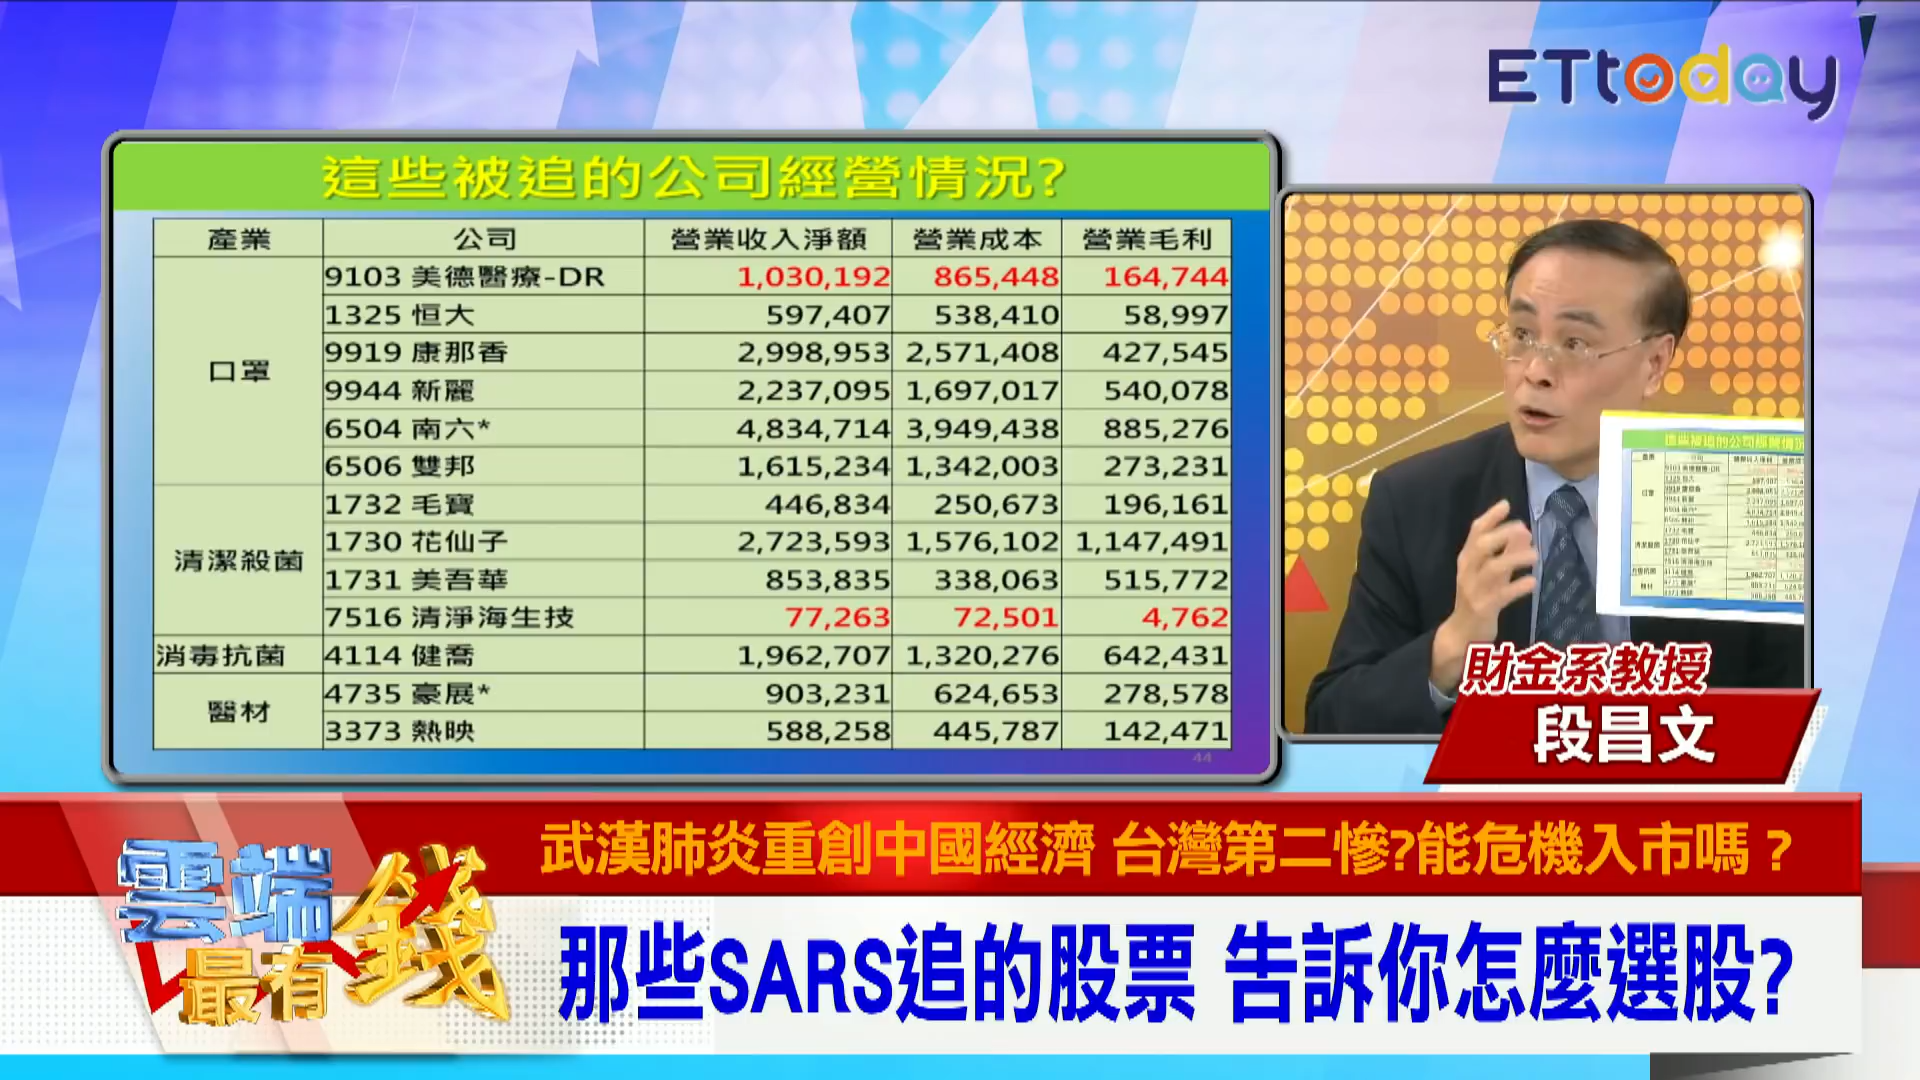 ETtoday
這些被追的公司經營情況?
產業 公司 營業收入淨額 營業成本 營業毛利
口罩
9103 美德醫療-DR 1,030,192 865,448 164,744
1325 恒大 597,407 538,410 58,997
9919 康那香 2,998,953 2,571,408 427,545
9944 新麗 2,237,095 1,697,017 540,078
6504 南六* 4,834,714 3,949,438 885,276
6506 雙邦 1,615,234 1,342,003 273,231
清潔殺菌
1732 毛寶 446,834 250,673 196,161
1730 花仙子 2,723,593 1,576,102 1,147,491
1731 美吾華 853,835 338,063 515,772
7516 清淨海生技 77,263 72,501 4,762
消毒抗菌 4114 健喬 1,962,707 1,320,276 642,431
醫材
4735 豪展* 903,231 624,653 278,578
3373 熱映 588,258 445,787 142,471
44
這些被追的公司經營情
財金系教授
段昌文
雲端
最有錢
武漢肺炎重創中國經濟 台灣第二慘?能危機入市嗎?
那些SARS追的股票 告訴你怎麼選股?